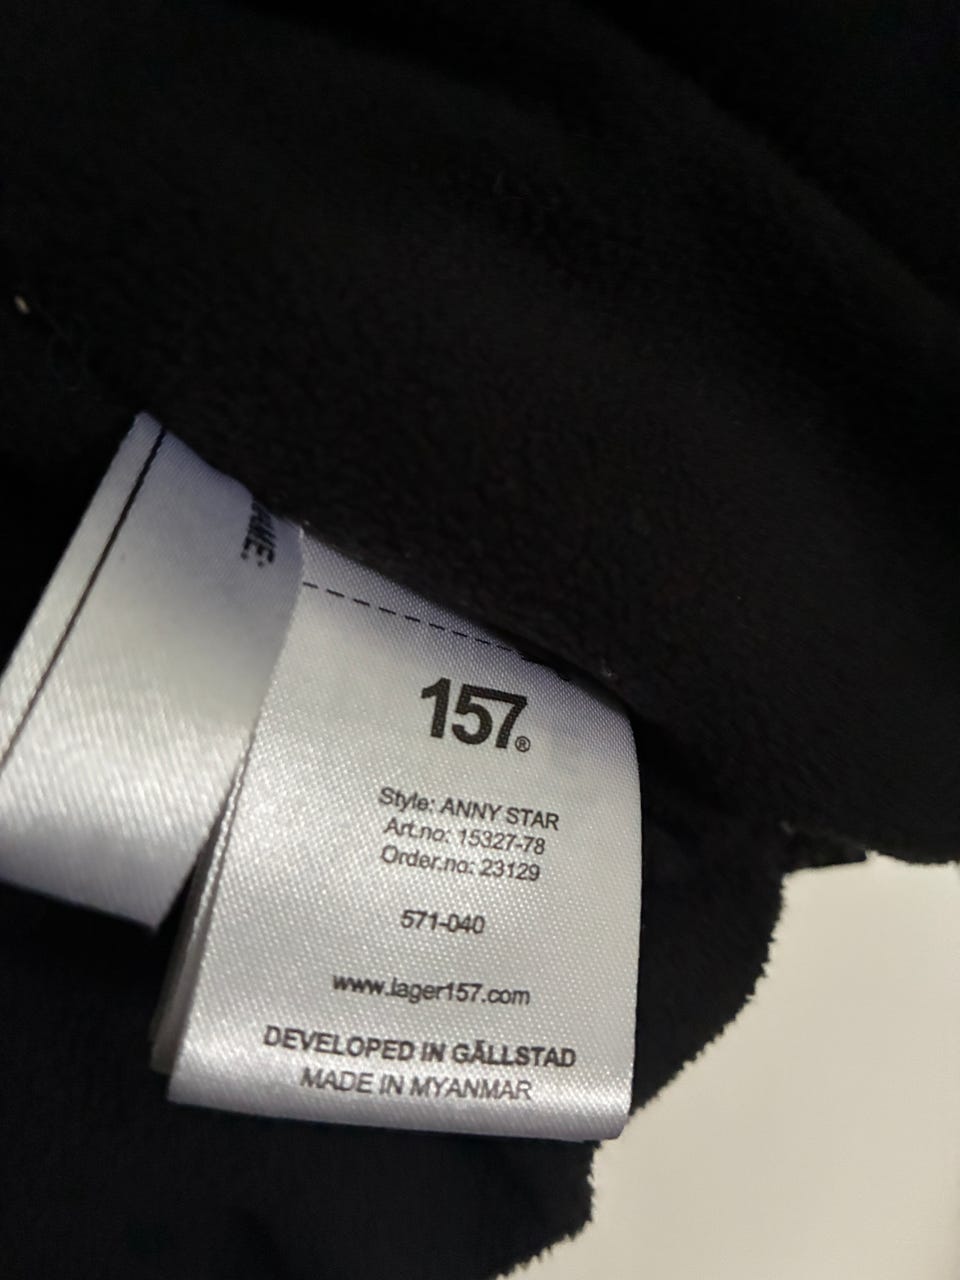 157®
Style: ANNY STAR
Art.no: 15327-78
Order.no: 23129
571-040
www.lager157.com
DEVELOPED IN GÄLLSTAD
MADE IN MYANMAR